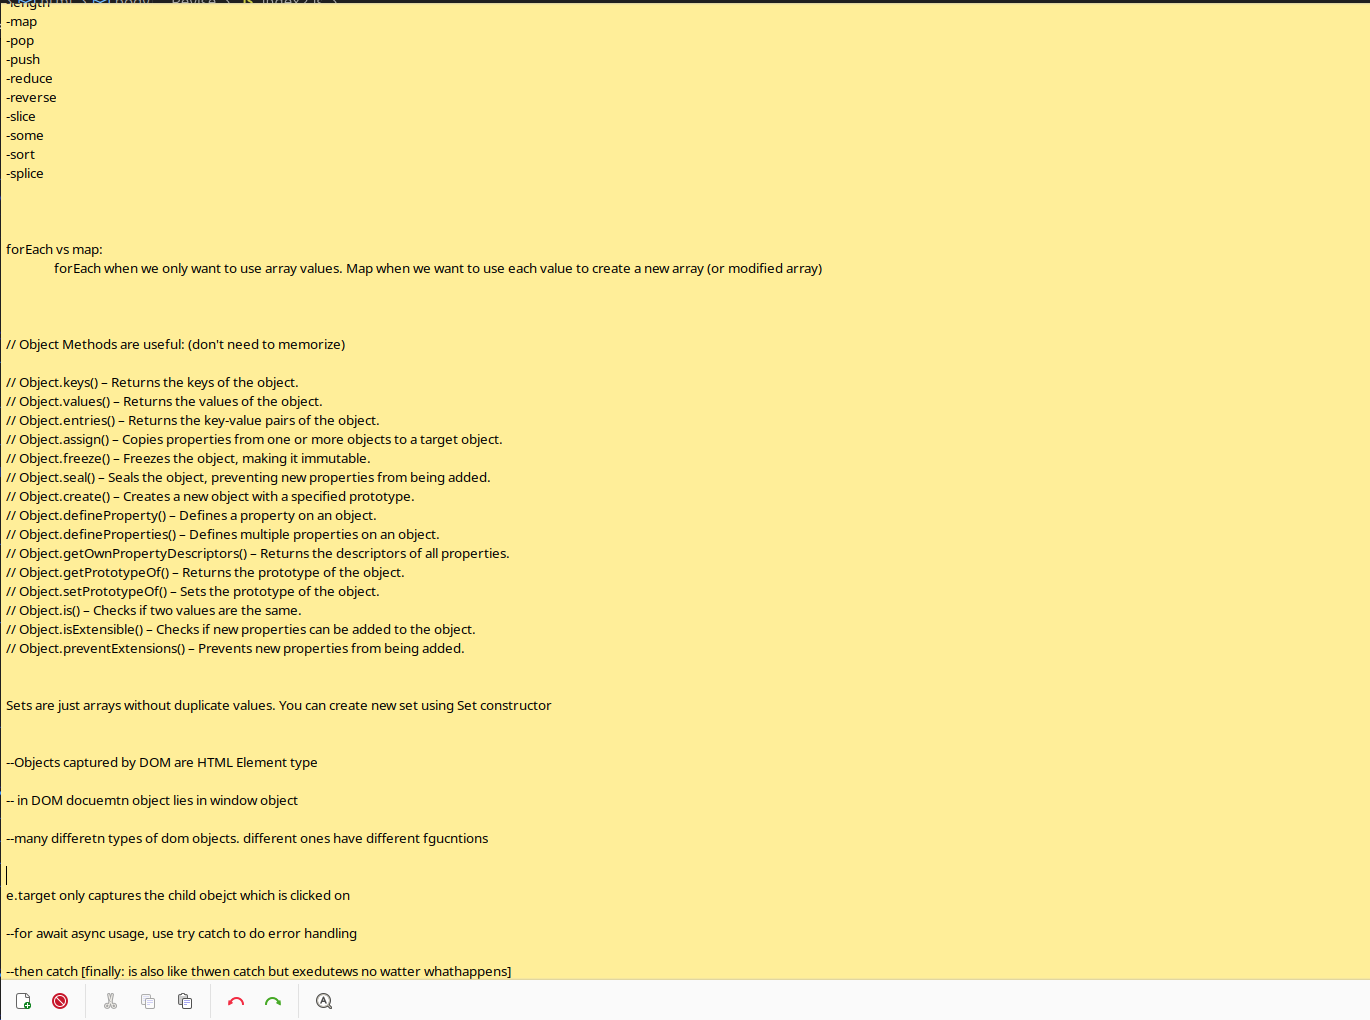 -length
-map
-pop
-push
-reduce
-reverse
-slice
-some
-sort
-splice
forEach vs map:
forEach when we only want to use array values. Map when we want to use each value to create a new array (or modified array)
// Object Methods are useful: (don't need to memorize)
// Object.keys() – Returns the keys of the object.
// Object.values() – Returns the values of the object.
// Object.entries() – Returns the key-value pairs of the object.
// Object.assign() – Copies properties from one or more objects to a target object.
// Object.freeze() – Freezes the object, making it immutable.
// Object.seal() – Seals the object, preventing new properties from being added.
// Object.create() – Creates a new object with a specified prototype.
// Object.defineProperty() – Defines a property on an object.
// Object.defineProperties() – Defines multiple properties on an object.
// Object.getOwnPropertyDescriptors() – Returns the descriptors of all properties.
// Object.getPrototypeOf() – Returns the prototype of the object.
// Object.setPrototypeOf() – Sets the prototype of the object.
// Object.is() – Checks if two values are the same.
// Object.isExtensible() – Checks if new properties can be added to the object.
// Object.preventExtensions() – Prevents new properties from being added.
Sets are just arrays without duplicate values. You can create new set using Set constructor
--Objects captured by DOM are HTML Element type
-- in DOM docuemtn object lies in window object
--many differetn types of dom objects. different ones have different fgucntions
e.target only captures the child obejct which is clicked on
--for await async usage, use try catch to do error handling
--then catch [finally: is also like thwen catch but exedutews no watter whathappens]